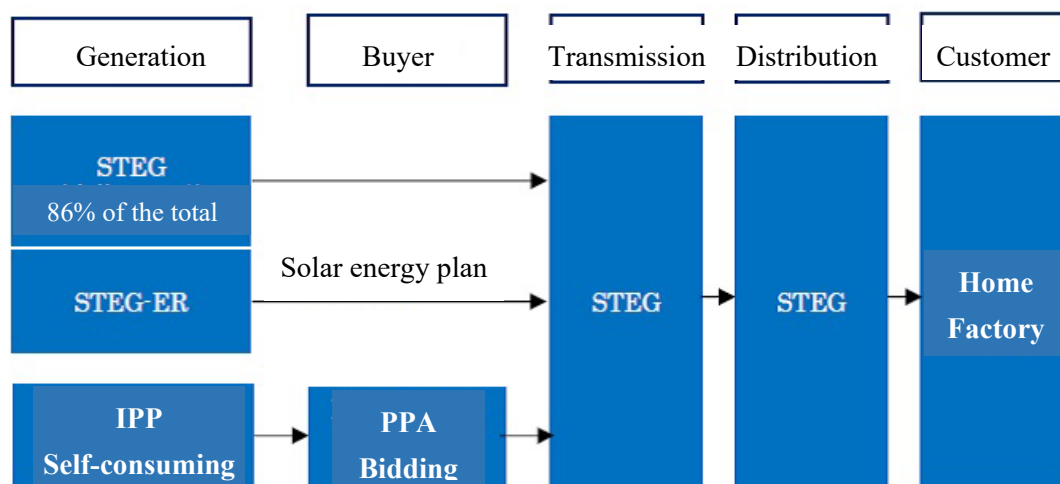 Generation
Buyer
Transmission
Distribution
Customer
STEG
86% of the total
Solar energy plan
STEG-ER
STEG
STEG
Home
Factory
IPP
Self-consuming
PPA
Bidding